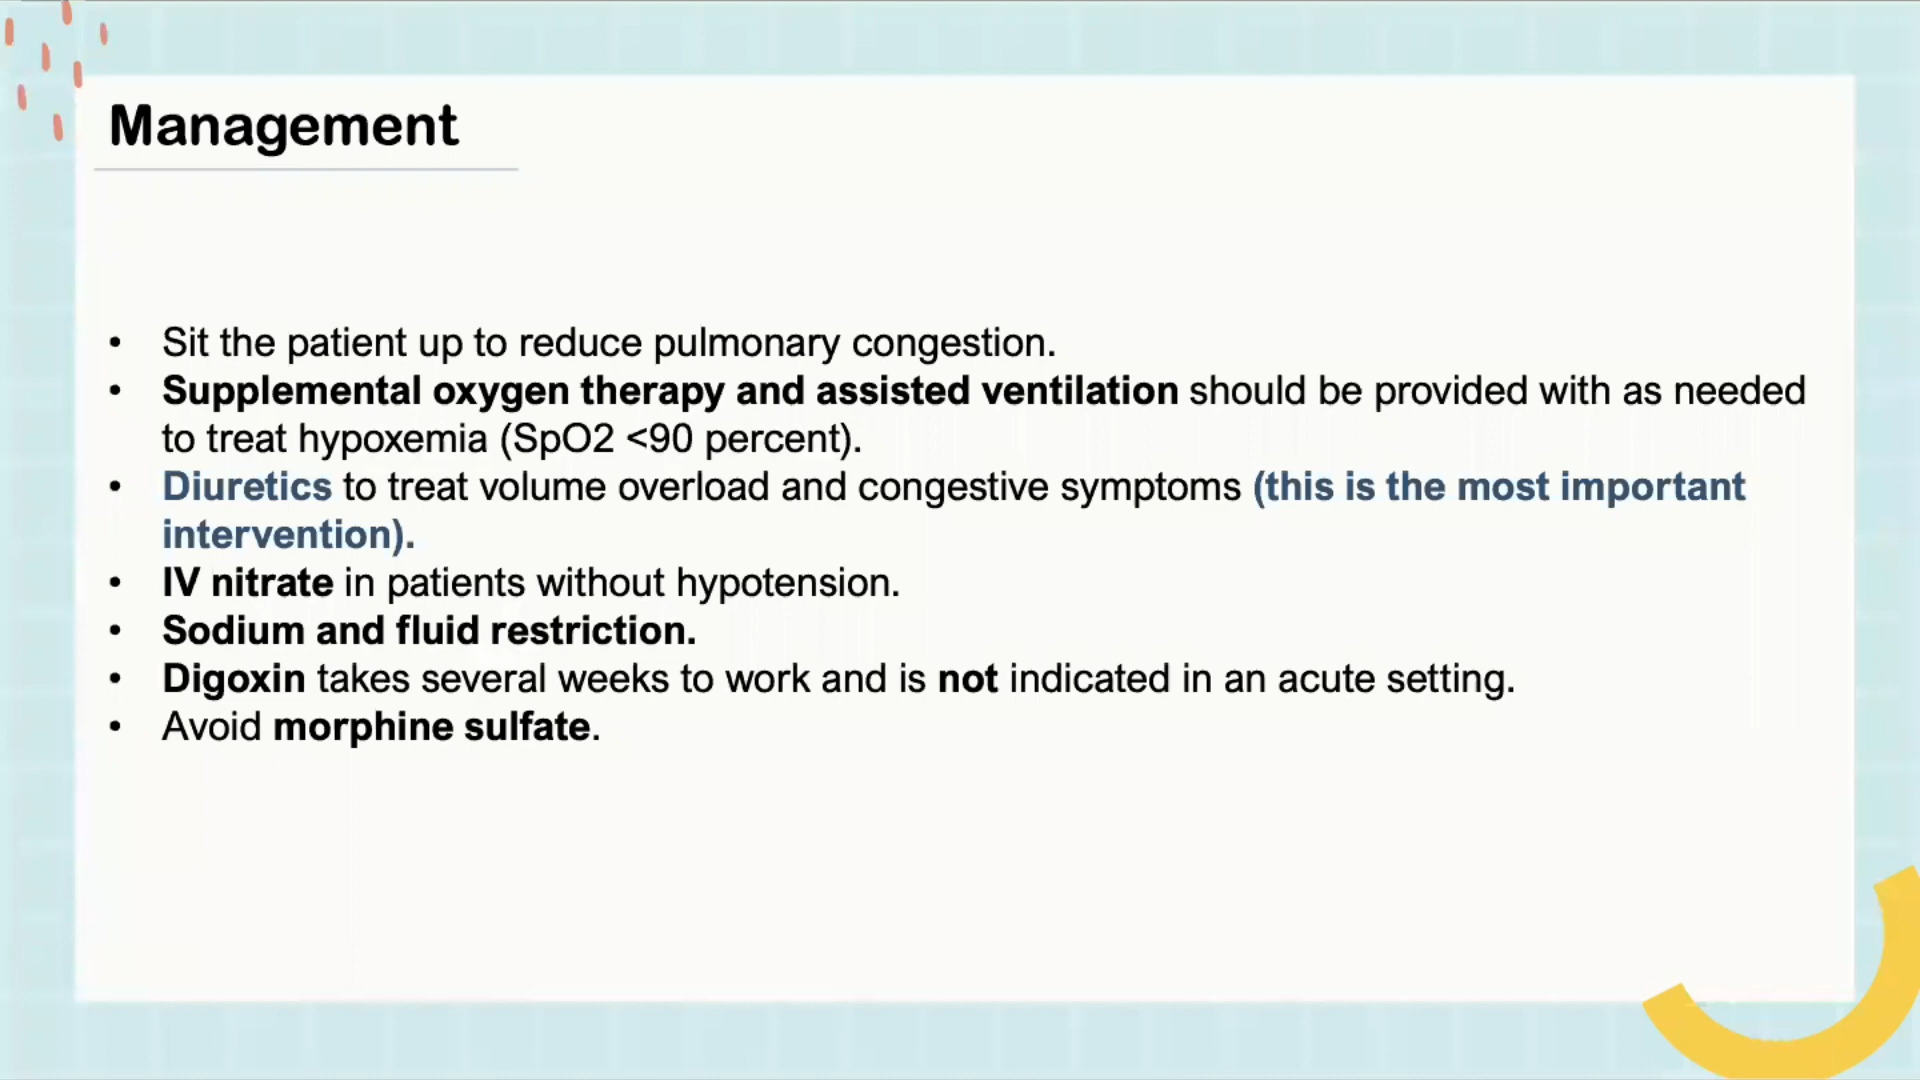 Management
• Sit the patient up to reduce pulmonary congestion.
• Supplemental oxygen therapy and assisted ventilation should be provided with as needed
to treat hypoxemia (SpO2 <90 percent).
• Diuretics to treat volume overload and congestive symptoms (this is the most important
intervention).
• IV nitrate in patients without hypotension.
• Sodium and fluid restriction.
• Digoxin takes several weeks to work and is not indicated in an acute setting.
• Avoid morphine sulfate.